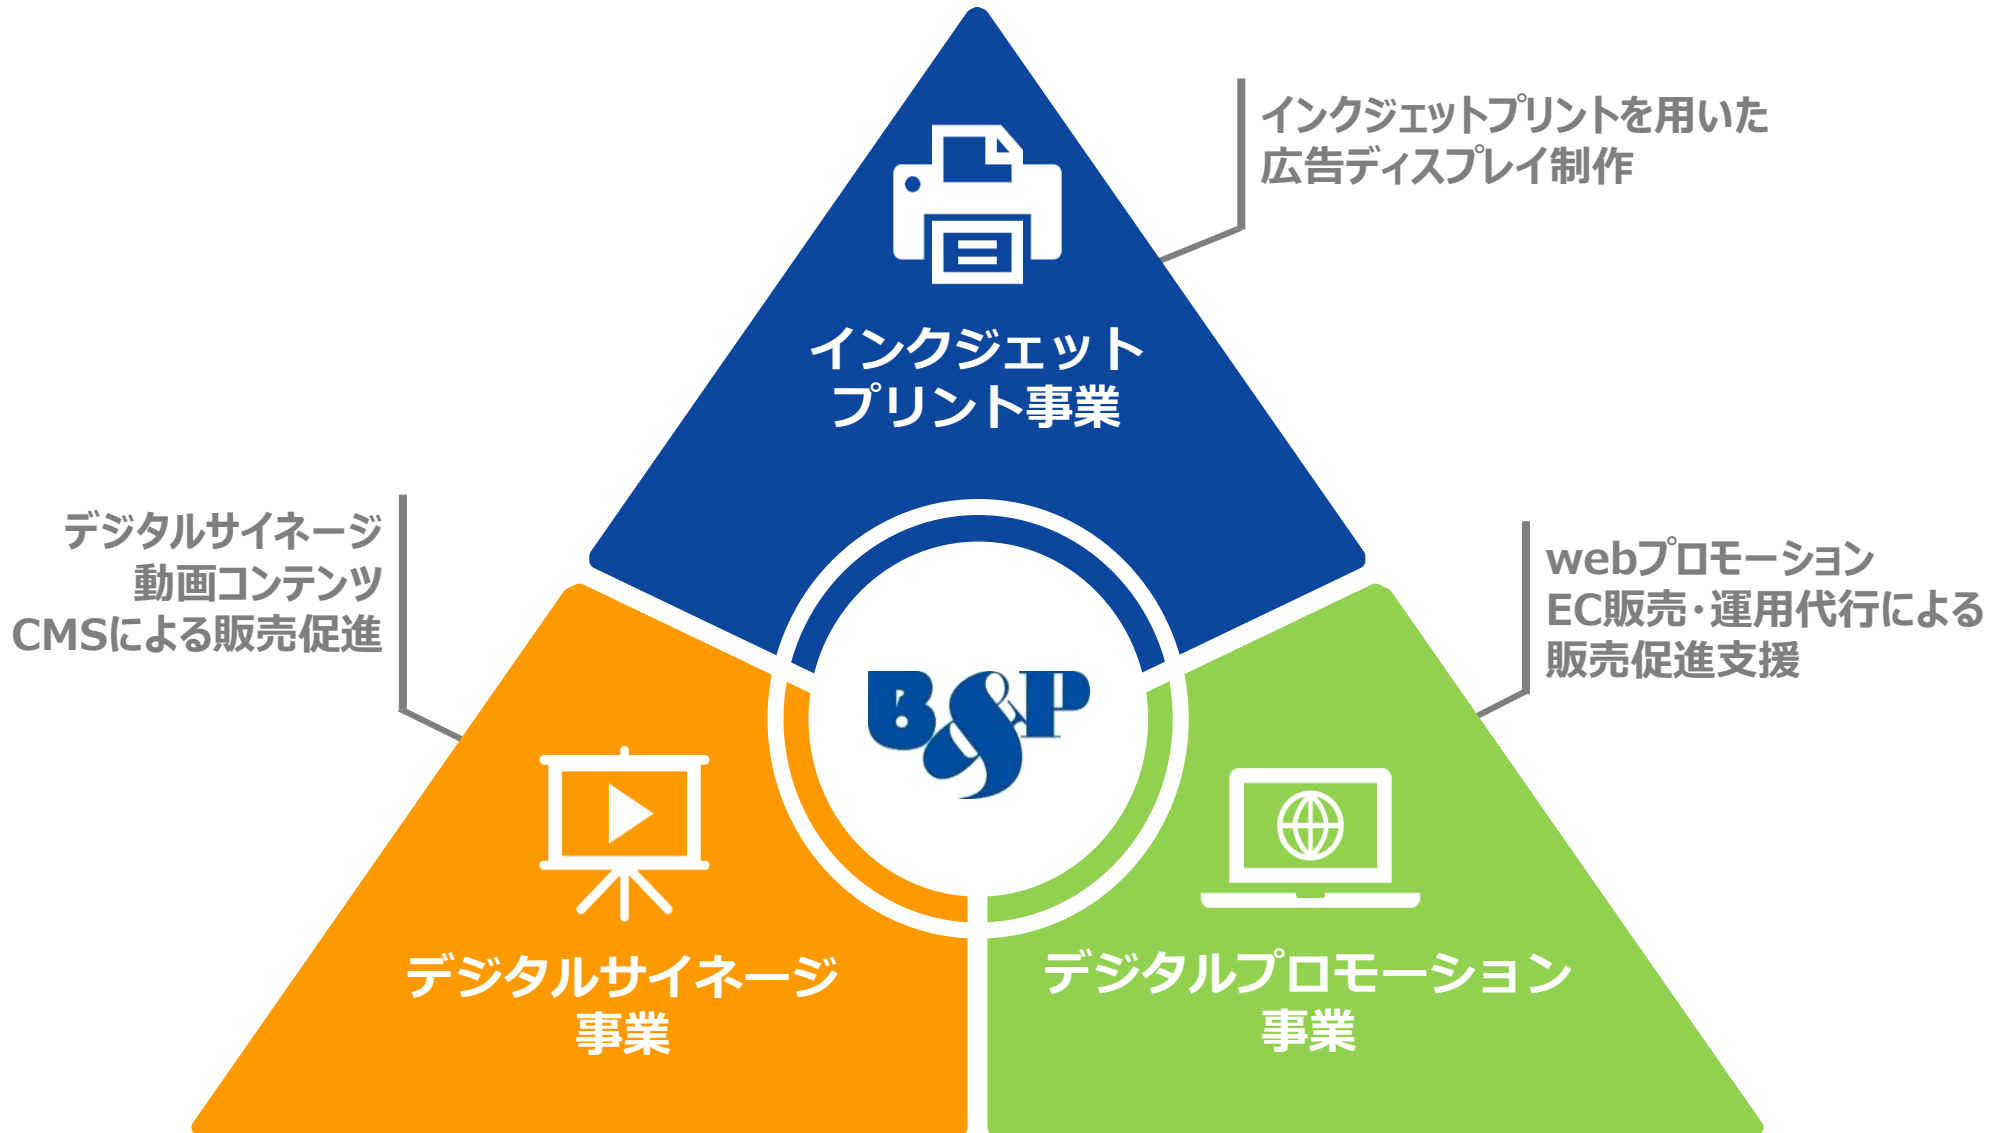 インクジェットプリントを用いた
広告ディスプレイ制作
インクジェット
プリント事業
デジタルサイネージ
動画コンテンツ
CMSによる販売促進
webプロモーション
EC販売・運用代行による
販売促進支援
B&P
デジタルサイネージ
事業
デジタルプロモーション
事業